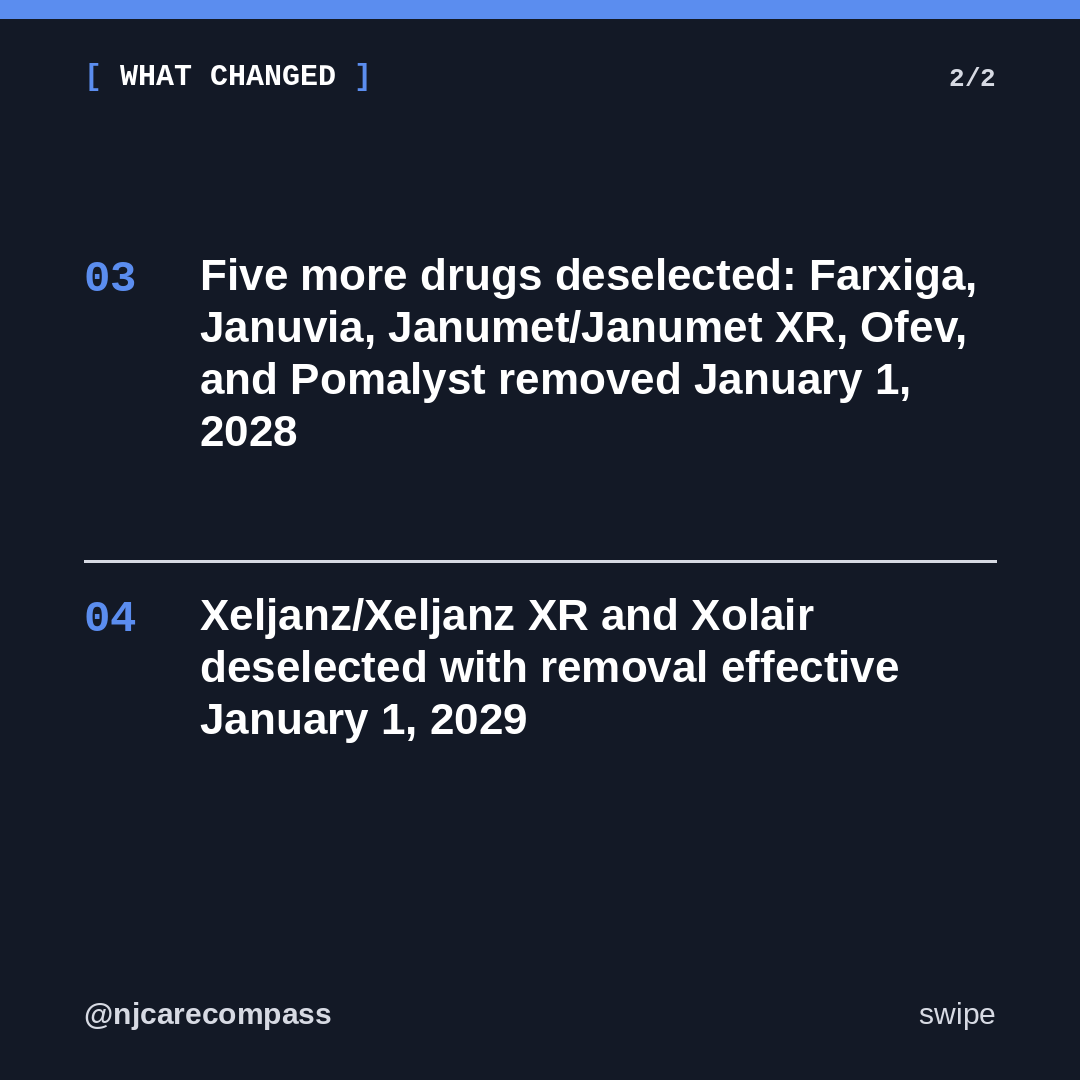 [ WHAT CHANGED ]
2/2
03
Five more drugs deselected: Farxiga,
Januvia, Janumet/Janumet XR, Ofev,
and Pomalyst removed January 1,
2028
04
Xeljanz/Xeljanz XR and Xolair
deselected with removal effective
January 1, 2029
@njcarecompass
swipe